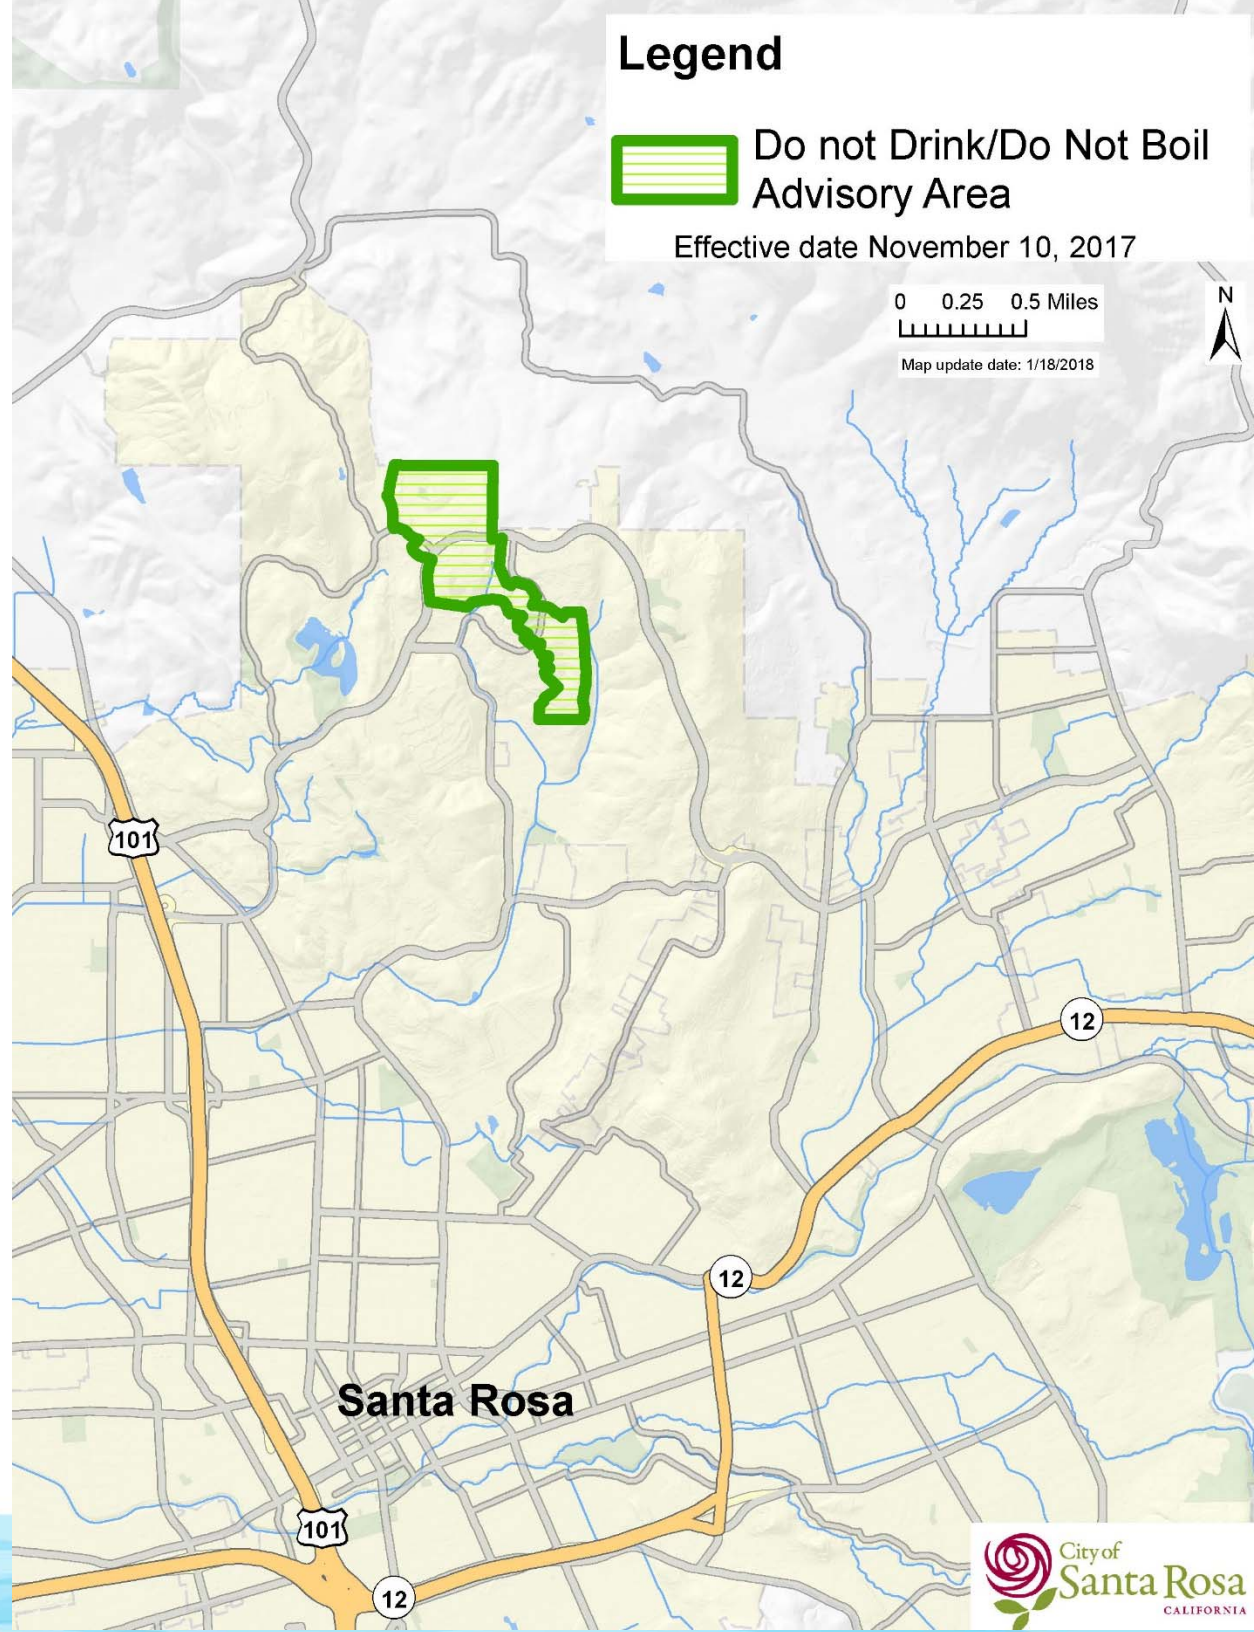 Legend
Do not Drink/Do Not Boil
Advisory Area
Effective date November 10, 2017
0 0.25 0.5 Miles
N
Map update date: 1/18/2018
101
12
12
Santa Rosa
101
12
City of
Santa Rosa
CALIFORNIA